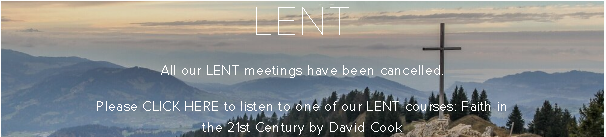 LENT
All our LENT meetings have been cancelled.
Please CLICK HERE to listen to one of our LENT courses: Faith in
the 21st Century by David Cook